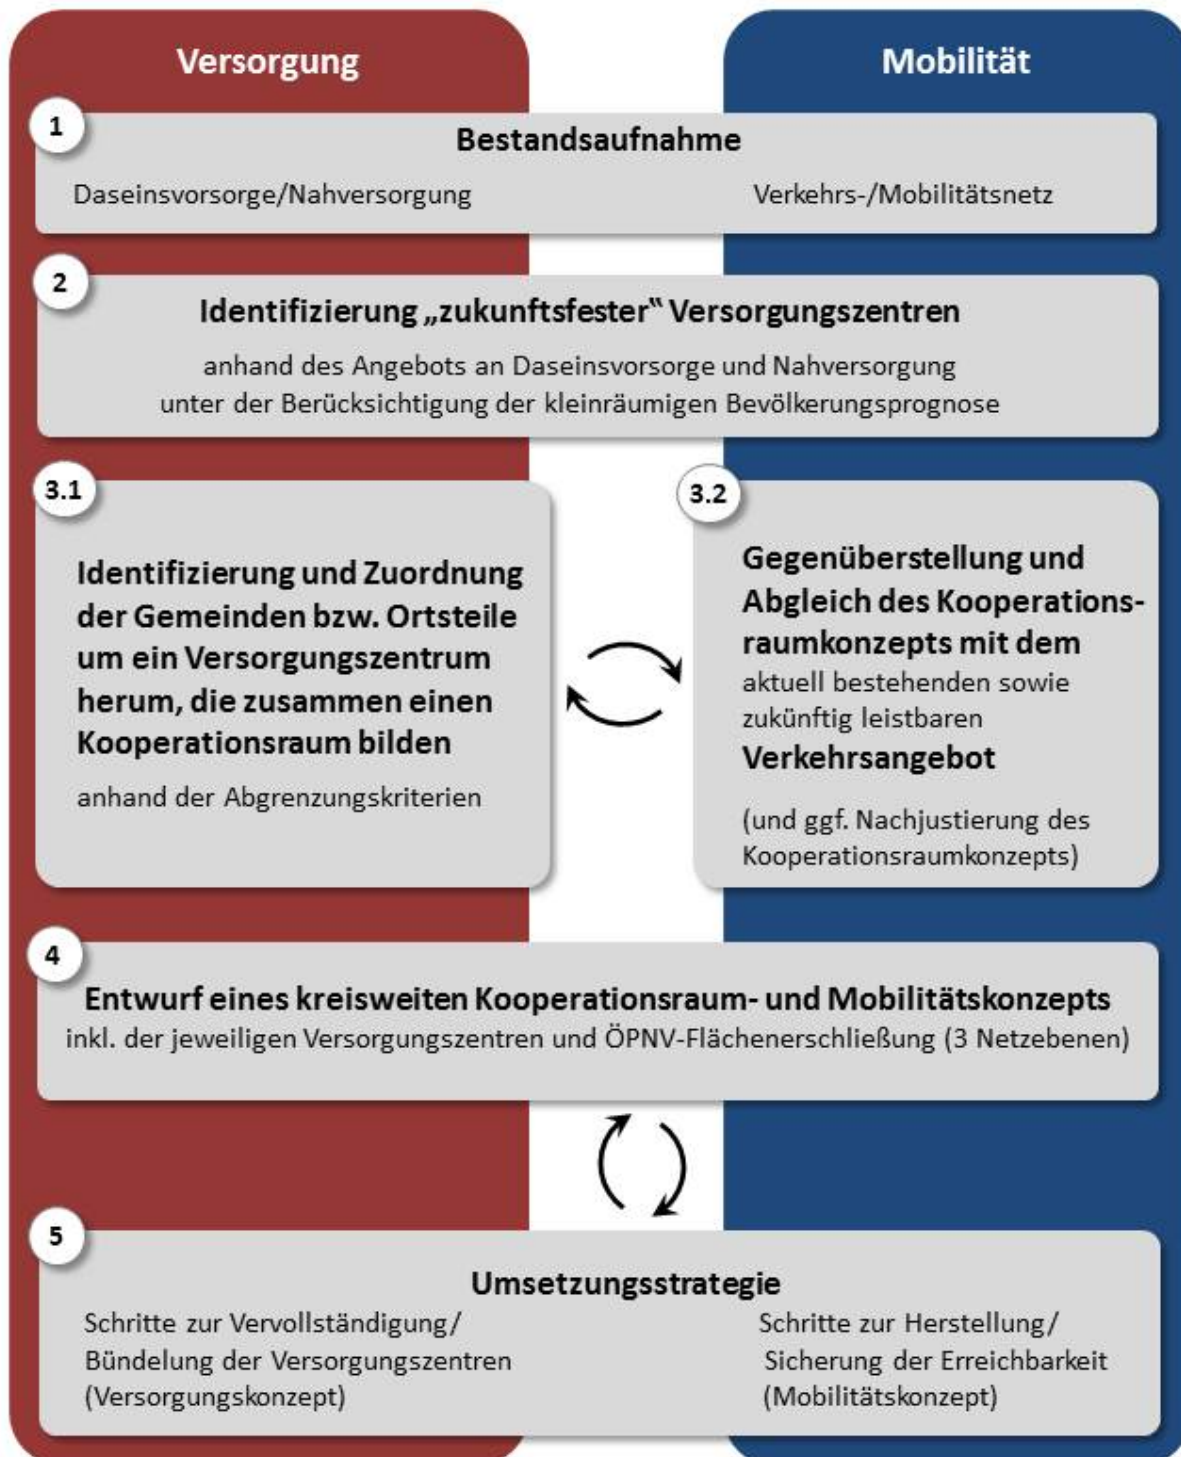 Versorgung
Mobilität
1
Bestandsaufnahme
Daseinsvorsorge/Nahversorgung
Verkehrs-/Mobilitätsnetz
2
Identifizierung „zukunftsfester“ Versorgungszentren
anhand des Angebots an Daseinsvorsorge und Nahversorgung
unter der Berücksichtigung der kleinräumigen Bevölkerungsprognose
3.1
Identifizierung und Zuordnung
der Gemeinden bzw. Ortsteile
um ein Versorgungszentrum
herum, die zusammen einen
Kooperationsraum bilden
anhand der Abgrenzungskriterien
3.2
Gegenüberstellung und
Abgleich des Kooperations-
raumkonzepts mit dem
aktuell bestehenden sowie
zukünftig leistbaren
Verkehrsangebot
(und ggf. Nachjustierung des
Kooperationsraumkonzepts)
4
Entwurf eines kreisweiten Kooperationsraum- und Mobilitätskonzepts
inkl. der jeweiligen Versorgungszentren und ÖPNV-Flächenerschließung (3 Netzebenen)
5
Umsetzungsstrategie
Schritte zur Vervollständigung/
Bündelung der Versorgungszentren
(Versorgungskonzept)
Schritte zur Herstellung/
Sicherung der Erreichbarkeit
(Mobilitätskonzept)